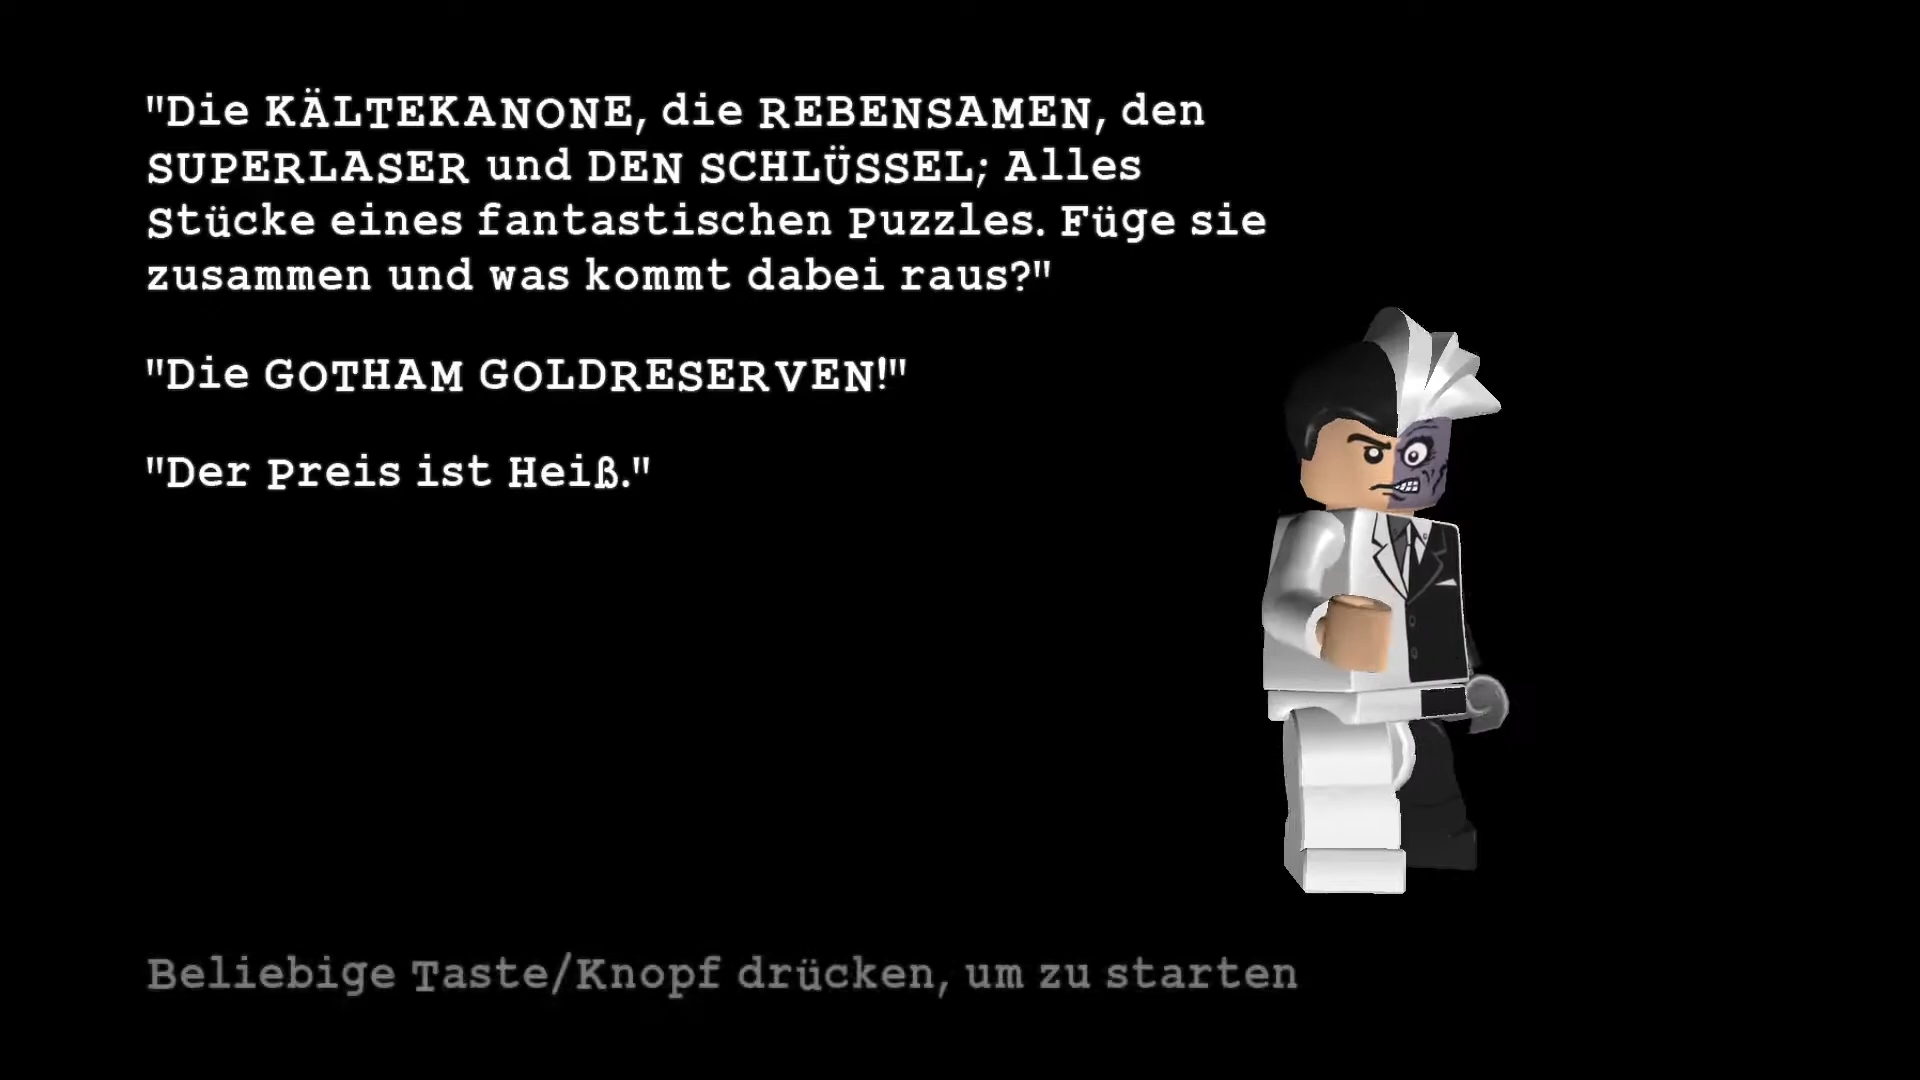 "Die KÄLTEKANONE, die REBENSAMEN, den
SUPERLASER und DEN SCHLÜSSEL; Alles
Stücke eines fantastischen Puzzles. Füge sie
zusammen und was kommt dabei raus?"
"Die GOTHAM GOLDRESERVEN!"
"Der Preis ist Heiß."
Beliebige Taste/Knopf drücken, um zu starten